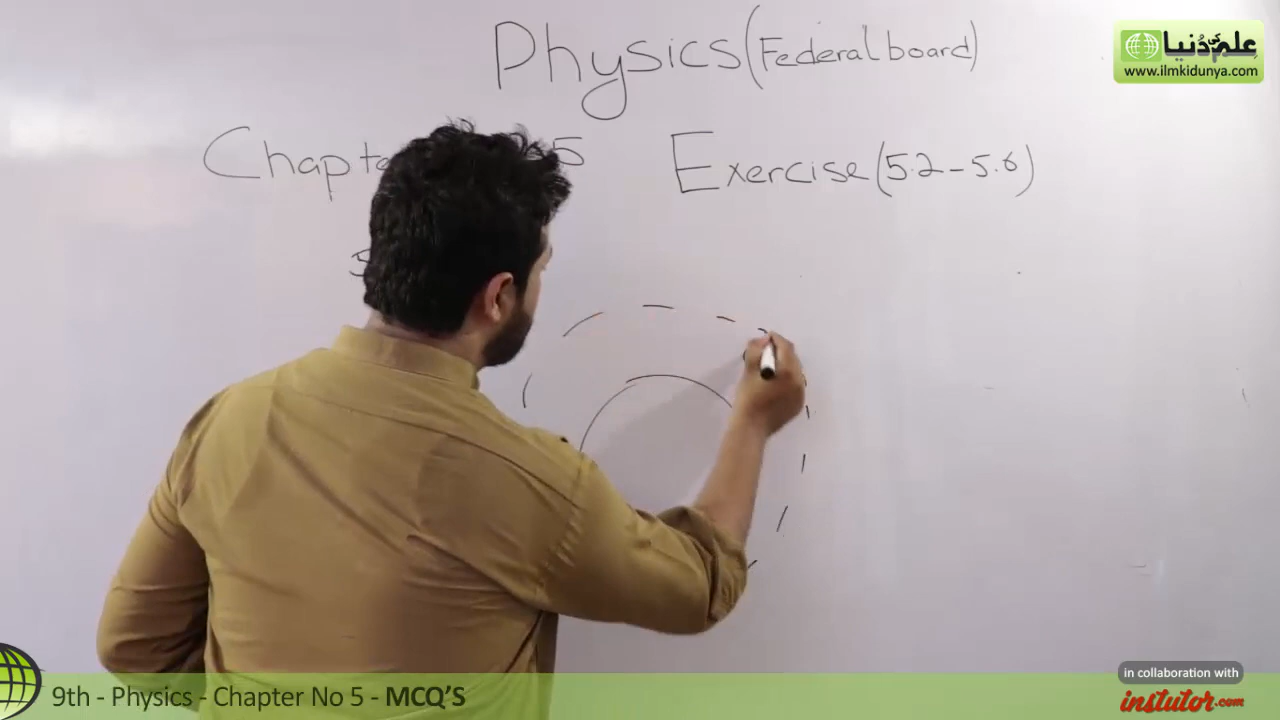 Physics (Federal board)
علم کی دنیا
www.ilmkidunya.com
5
Exercise (5.2 - 5.6)
in collaboration with
instutor.com
9th - Physics - Chapter No 5 - MCQ'S